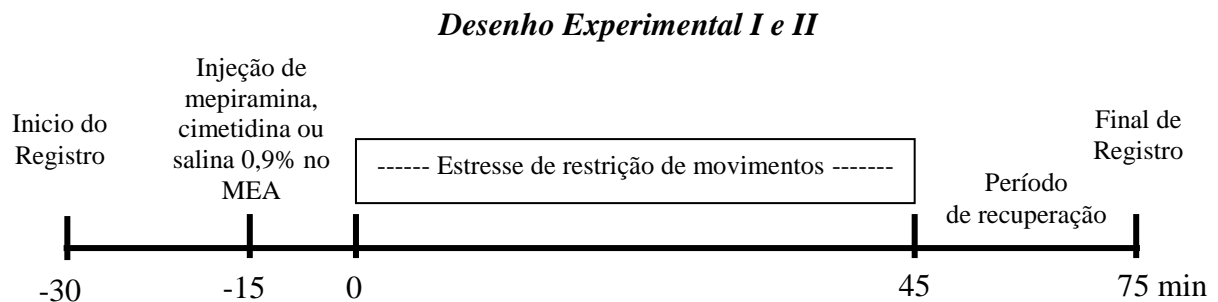 Desenho Experimental I e II
Inicio do
Registro
Injeção de
mepiramina,
cimetidina ou
salina 0,9% no
MEA
------ Estresse de restrição de movimentos -------
Período
de recuperação
Final de
Registro
-30
-15
0
45
75 min